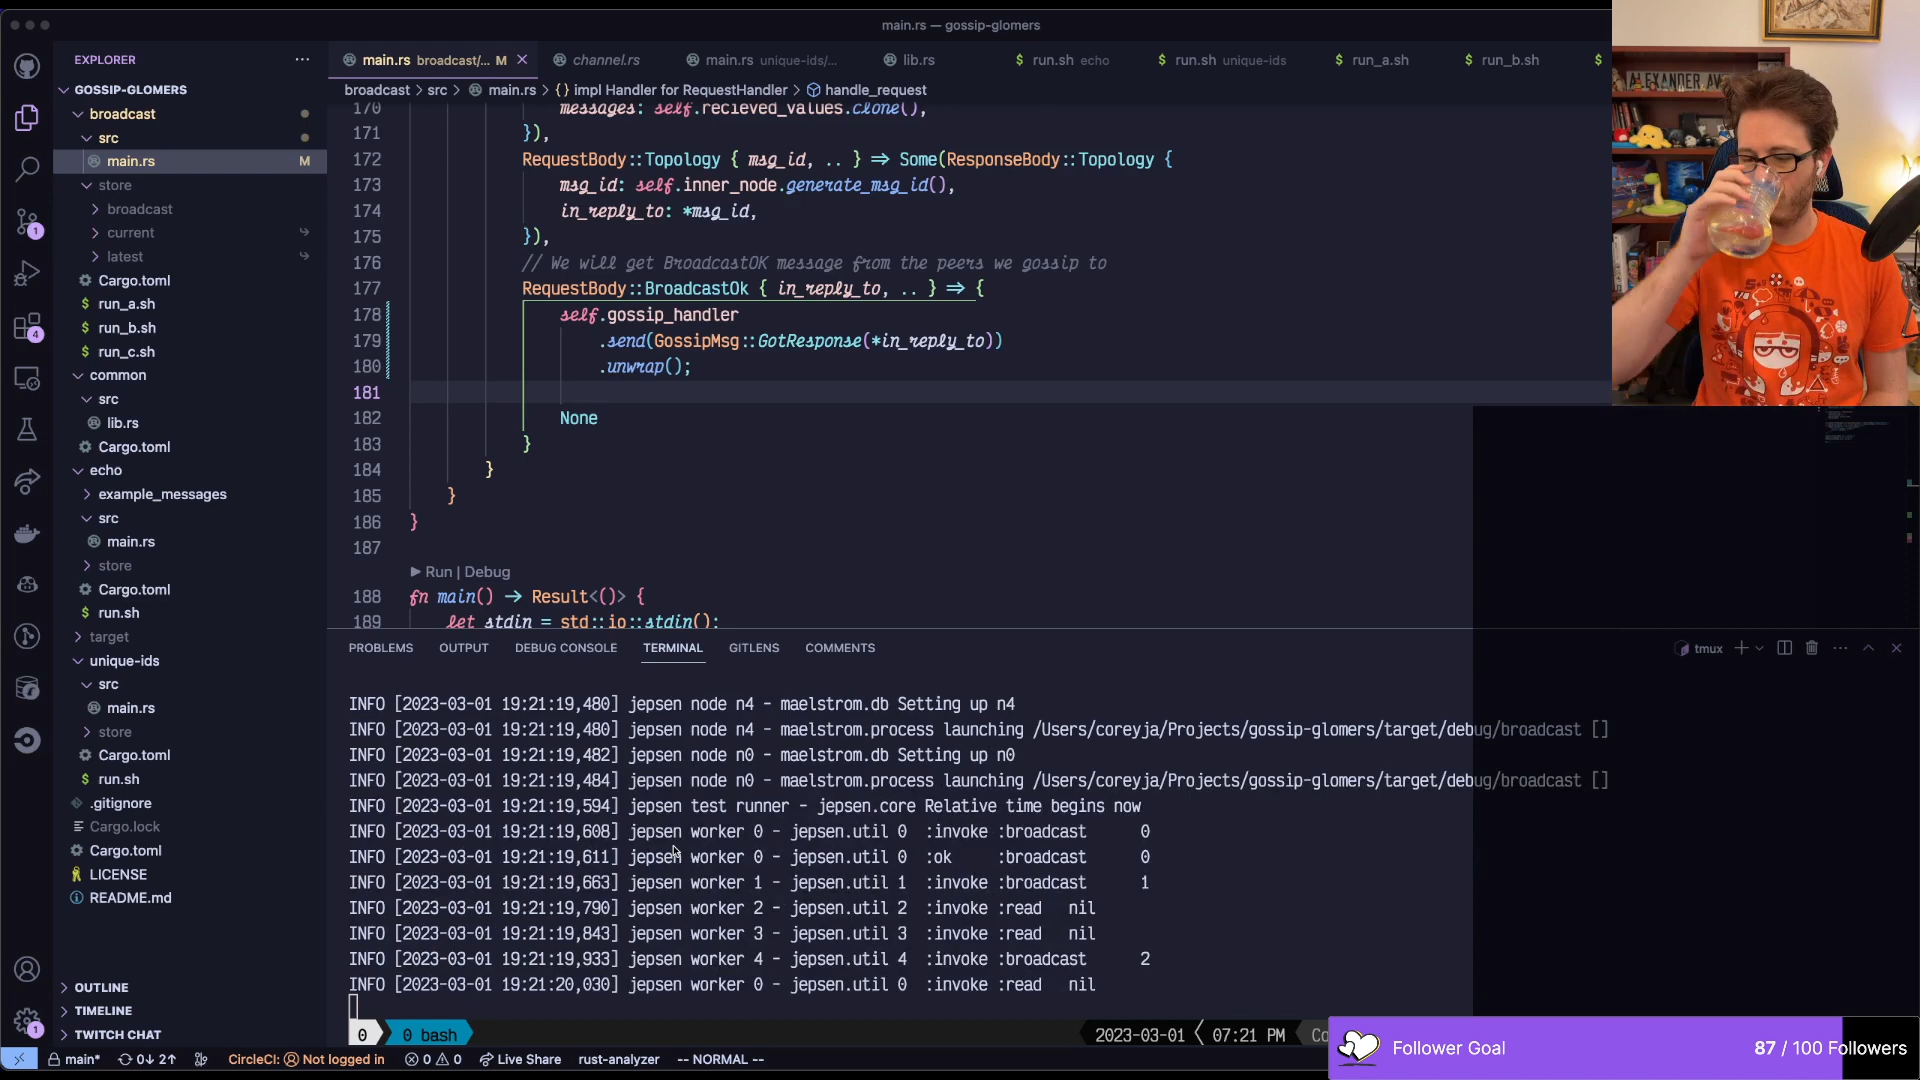 main.rs — gossip-glomers
EXPLORER
GOSSIP-GLOMERS
broadcast
src
main.rs M
store
broadcast
current
latest
Cargo.toml
run_a.sh
run_b.sh
run_c.sh
common
src
lib.rs
Cargo.toml
echo
example_messages
src
main.rs
store
Cargo.toml
run.sh
target
unique-ids
src
main.rs
store
Cargo.toml
run.sh
.gitignore
Cargo.lock
Cargo.toml
LICENSE
README.md
OUTLINE
TIMELINE
TWITCH CHAT
1
4
1
main.rs broadcast/... M
channel.rs
main.rs unique-ids/...
lib.rs
$ run.sh echo
$ run.sh unique-ids
$ run_a.sh
$ run_b.sh
$
broadcast > src > main.rs > {} impl Handler for RequestHandler > handle_request
170 messages: self.recieved_values.clone(),
171 }),
172 RequestBody::Topology { msg_id, .. } => Some(ResponseBody::Topology {
173 msg_id: self.inner_node.generate_msg_id(),
174 in_reply_to: *msg_id,
175 }),
176 // We will get BroadcastOK message from the peers we gossip to
177 RequestBody::BroadcastOk { in_reply_to, .. } => {
178 self.gossip_handler
179 .send(GossipMsg::GotResponse(*in_reply_to))
180 .unwrap();
181
182 None
183 }
184 }
185 }
186 }
187
Run | Debug
188 fn main() -> Result<()> {
189 let stdin = std::io::stdin();
PROBLEMS OUTPUT DEBUG CONSOLE TERMINAL GITLENS COMMENTS
tmux
INFO [2023-03-01 19:21:19,480] jepsen node n4 - maelstrom.db Setting up n4
INFO [2023-03-01 19:21:19,480] jepsen node n4 - maelstrom.process launching /Users/coreyja/Projects/gossip-glomers/target/debug/broadcast []
INFO [2023-03-01 19:21:19,482] jepsen node n0 - maelstrom.db Setting up n0
INFO [2023-03-01 19:21:19,484] jepsen node n0 - maelstrom.process launching /Users/coreyja/Projects/gossip-glomers/target/debug/broadcast []
INFO [2023-03-01 19:21:19,594] jepsen test runner - jepsen.core Relative time begins now
INFO [2023-03-01 19:21:19,608] jepsen worker 0 - jepsen.util 0 :invoke :broadcast 0
INFO [2023-03-01 19:21:19,611] jepsen worker 0 - jepsen.util 0 :ok :broadcast 0
INFO [2023-03-01 19:21:19,663] jepsen worker 1 - jepsen.util 1 :invoke :broadcast 1
INFO [2023-03-01 19:21:19,790] jepsen worker 2 - jepsen.util 2 :invoke :read nil
INFO [2023-03-01 19:21:19,843] jepsen worker 3 - jepsen.util 3 :invoke :read nil
INFO [2023-03-01 19:21:19,933] jepsen worker 4 - jepsen.util 4 :invoke :broadcast 2
INFO [2023-03-01 19:21:20,030] jepsen worker 0 - jepsen.util 0 :invoke :read nil
0 0 bash 2023-03-01 07:21 PM Co
main* 0↓ 2↑ CircleCI: Not logged in 0 0 Live Share rust-analyzer -- NORMAL --
Follower Goal 87 / 100 Followers
ALEXANDER AV